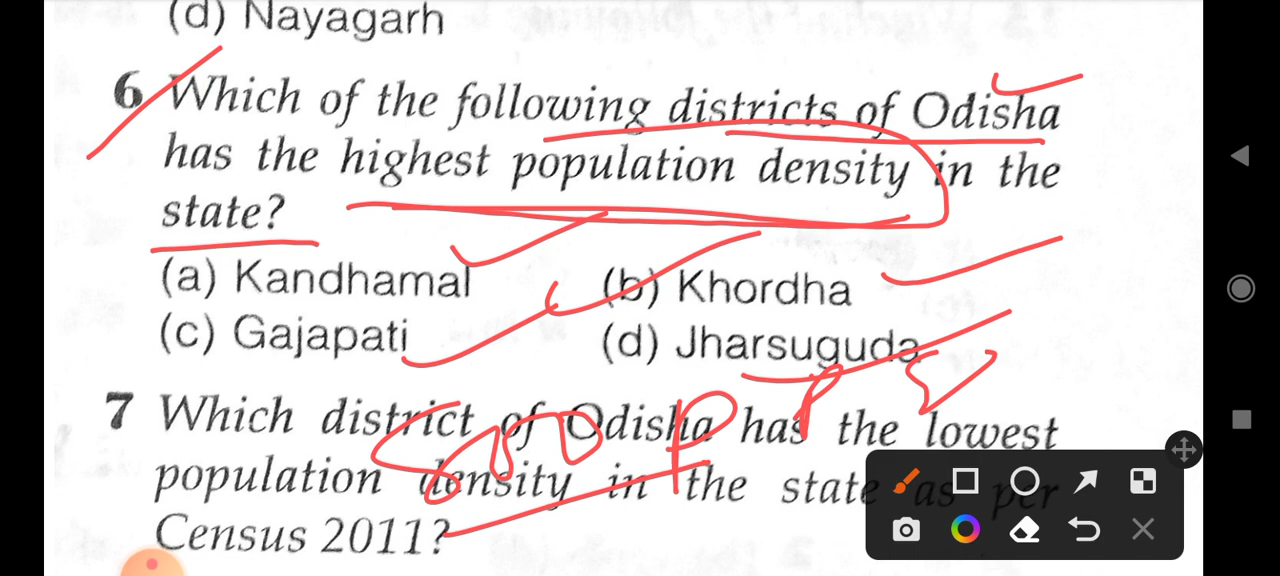 (d) Nayagarh
6 Which of the following districts of Odisha
has the highest population density in the
state?
(a) Kandhamal (b) Khordha
(c) Gajapati (d) Jharsuguda
7 Which district of Odisha has the lowest
population density in the state as per
Census 2011?